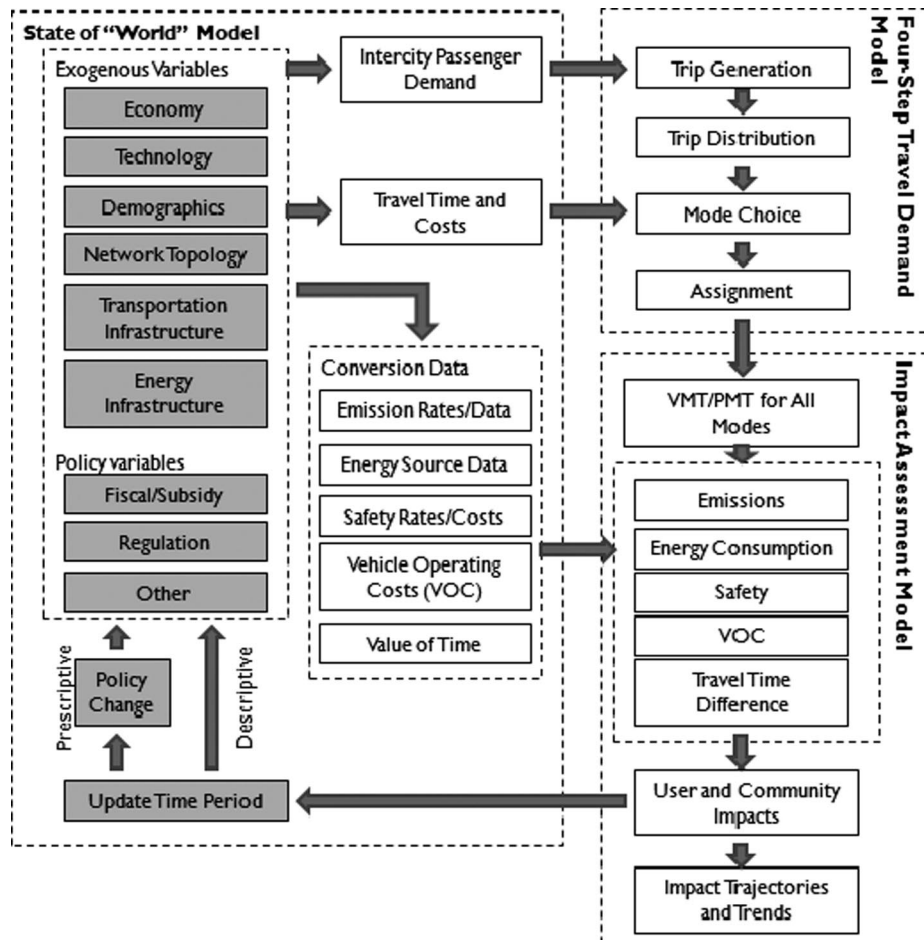 State of “World” Model
Exogenous Variables
Economy
Technology
Demographics
Network Topology
Transportation
Infrastructure
Energy
Infrastructure
Policy variables
Fiscal/Subsidy
Regulation
Other
Prescriptive
Policy
Change
Descriptive
Update Time Period
Intercity Passenger
Demand
Travel Time and
Costs
Conversion Data
Emission Rates/Data
Energy Source Data
Safety Rates/Costs
Vehicle Operating
Costs (VOC)
Value of Time
Four-Step Travel Demand
Model
Trip Generation
Trip Distribution
Mode Choice
Assignment
Impact Assessment Model
VMT/PMT for All
Modes
Emissions
Energy Consumption
Safety
VOC
Travel Time
Difference
User and Community
Impacts
Impact Trajectories
and Trends